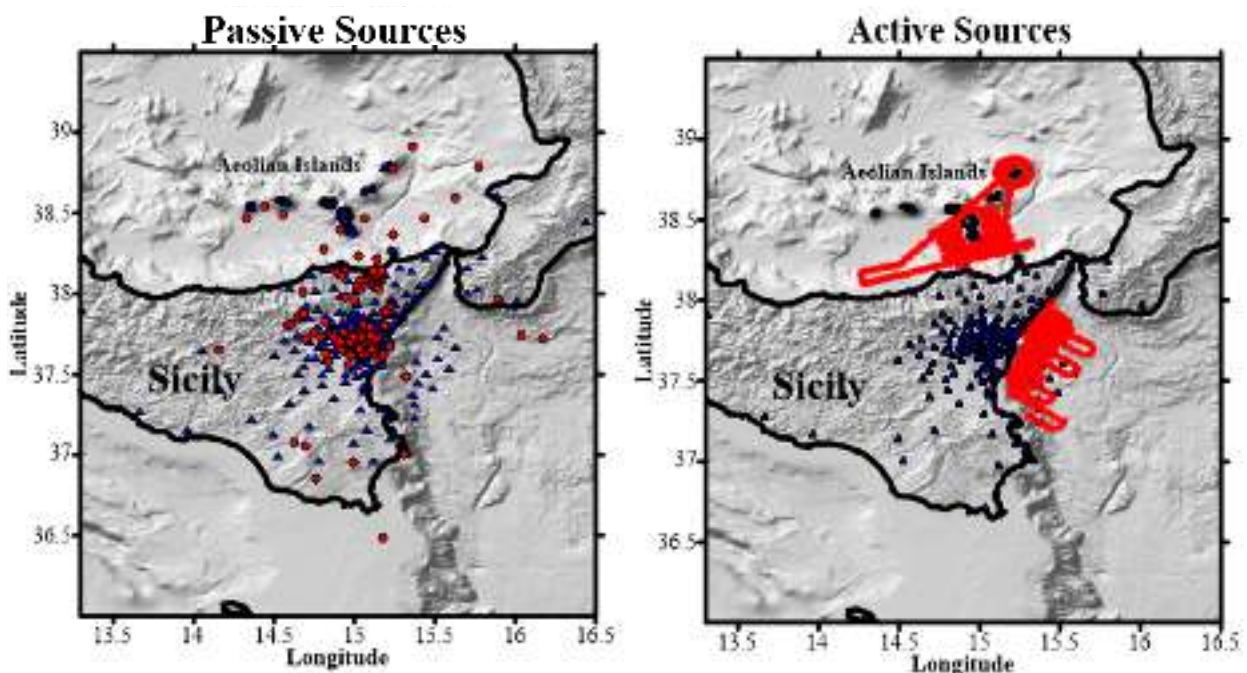 Passive Sources
39
38.5
38
37.5
37
36.5
Latitude
Aeolian Islands
Sicily
13.5 14 14.5 15 15.5 16 16.5
Longitude
Active Sources
39
38.5
38
37.5
37
36.5
Latitude
Aeolian Islands
Sicily
13.5 14 14.5 15 15.5 16 16.5
Longitude